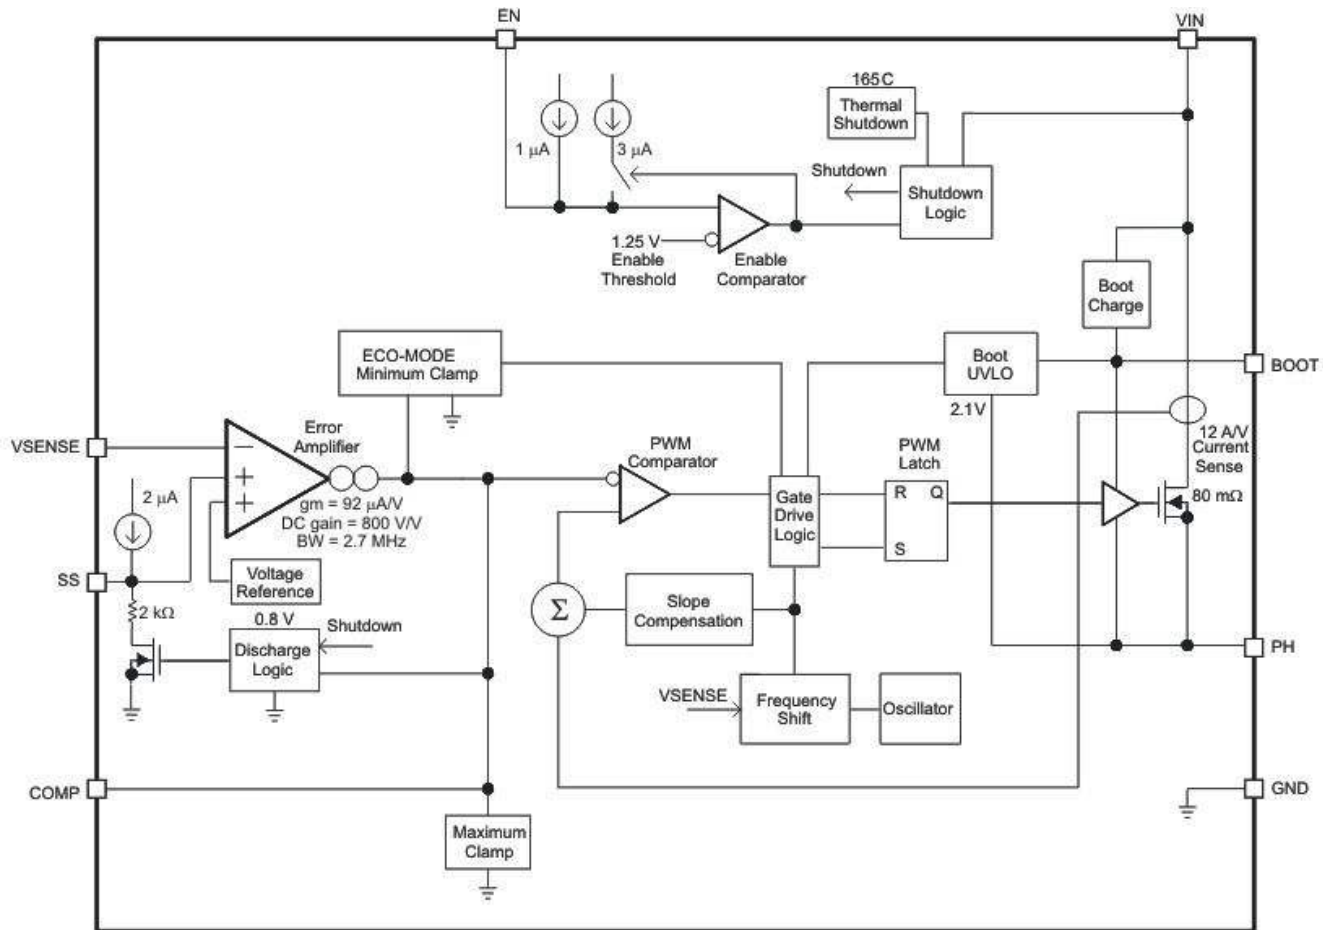 EN
VIN
165C
Thermal
Shutdown
1 µA
3 µA
Shutdown
Shutdown
Logic
1.25 V
Enable
Threshold
Enable
Comparator
Boot
Charge
ECO-MODE
Minimum Clamp
Boot
UVLO
BOOT
2.1V
VSENSE
Error
Amplifier
PWM
Comparator
PWM
Latch
12 A/V
Current
Sense
−
+
+
2 µA
gm = 92 µA/V
DC gain = 800 V/V
BW = 2.7 MHz
Gate
Drive
Logic
R Q
S
80 mΩ
SS
Voltage
Reference
2 kΩ
0.8 V
Shutdown
Discharge
Logic
Σ
Slope
Compensation
PH
VSENSE
Frequency
Shift
Oscillator
COMP
GND
Maximum
Clamp